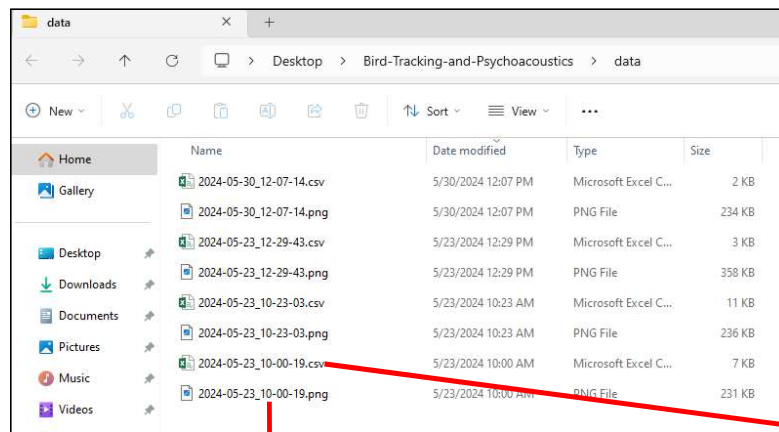 data
Desktop > Bird-Tracking-and-Psychoacoustics > data
New Sort View
Name Date modified Type Size
Home
Gallery
Desktop
Downloads
Documents
Pictures
Music
Videos
2024-05-30_12-07-14.csv 5/30/2024 12:07 PM Microsoft Excel C... 2 KB
2024-05-30_12-07-14.png 5/30/2024 12:07 PM PNG File 234 KB
2024-05-23_12-29-43.csv 5/23/2024 12:29 PM Microsoft Excel C... 3 KB
2024-05-23_12-29-43.png 5/23/2024 12:29 PM PNG File 358 KB
2024-05-23_10-23-03.csv 5/23/2024 10:23 AM Microsoft Excel C... 11 KB
2024-05-23_10-23-03.png 5/23/2024 10:23 AM PNG File 236 KB
2024-05-23_10-00-19.csv 5/23/2024 10:00 AM Microsoft Excel C... 7 KB
2024-05-23_10-00-19.png 5/23/2024 10:00 AM PNG File 231 KB